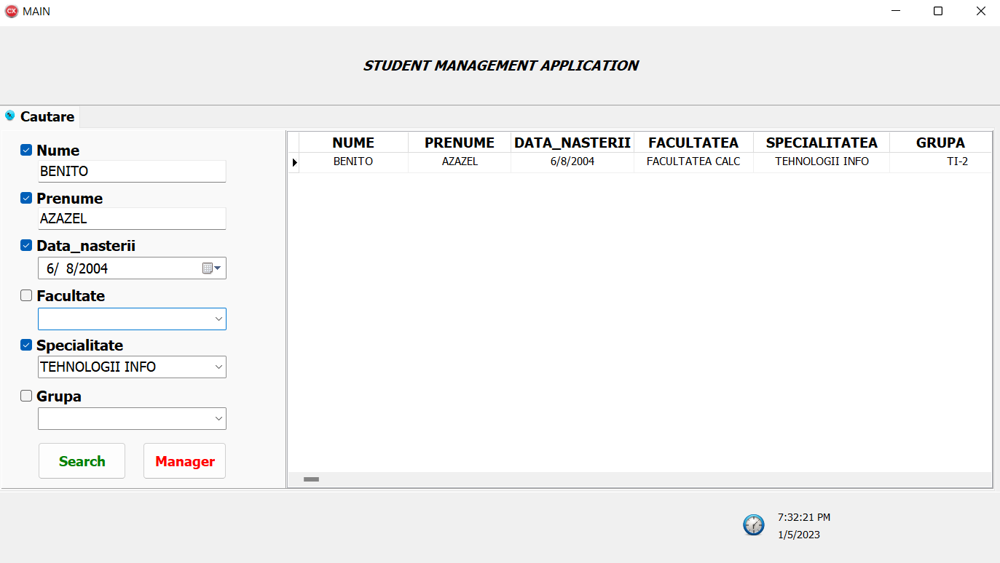 CX MAIN
STUDENT MANAGEMENT APPLICATION
Cautare
Nume
BENITO
Prenume
AZAZEL
Data_nasterii
6/ 8/2004
Facultate
Specialitate
TEHNOLOGII INFO
Grupa
Search Manager
NUME PRENUME DATA_NASTERII FACULTATEA SPECIALITATEA GRUPA
BENITO AZAZEL 6/8/2004 FACULTATEA CALC TEHNOLOGII INFO TI-2
7:32:21 PM
1/5/2023